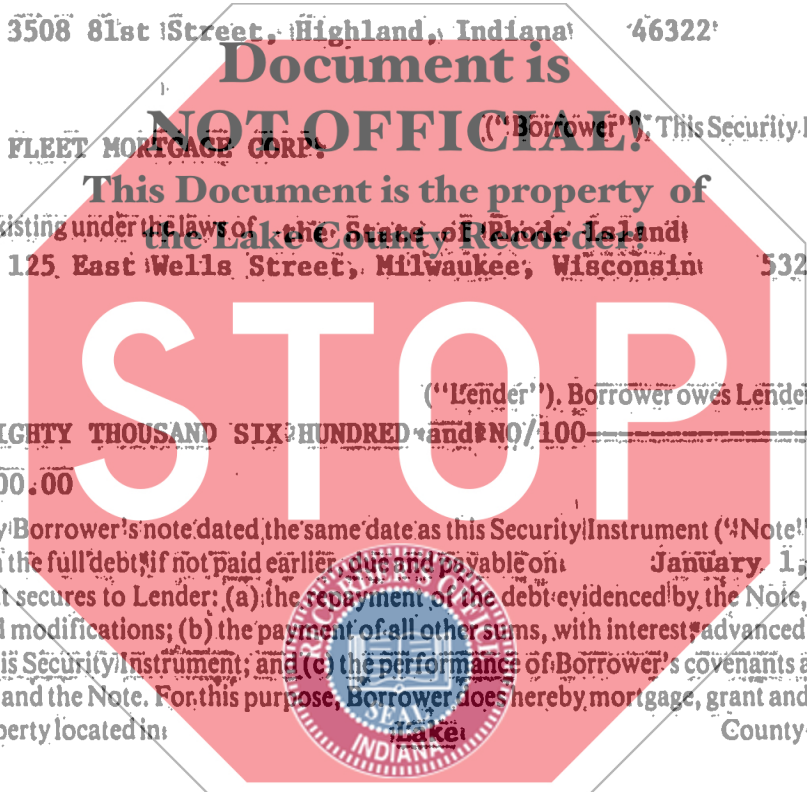 3508 81st Street, Highland, Indiana 46322
Document is
NOT OFFICIAL!
("Borrower"). This Security
FLEET MORTGAGE CORP.
This Document is the property of
the Lake County Recorder!
under the laws of the State of Rhode Island
125 East Wells Street, Milwaukee, Wisconsin 532
STOP
("Lender"). Borrower owes Lender
IGHTY THOUSAND SIX HUNDRED and NO/100
00.00
Borrower's note dated the same date as this Security Instrument ("Note"
the full debt, if not paid earlier, due and payable on January 1,
secures to Lender: (a) the repayment of the debt evidenced by the Note,
modifications; (b) the payment of all other sums, with interest, advanced
is Security Instrument; and (c) the performance of Borrower's covenants a
and the Note. For this purpose, Borrower does hereby mortgage, grant and
perty located in Lake County
RECORDER'S OFFICE
SEAL
INDIANA